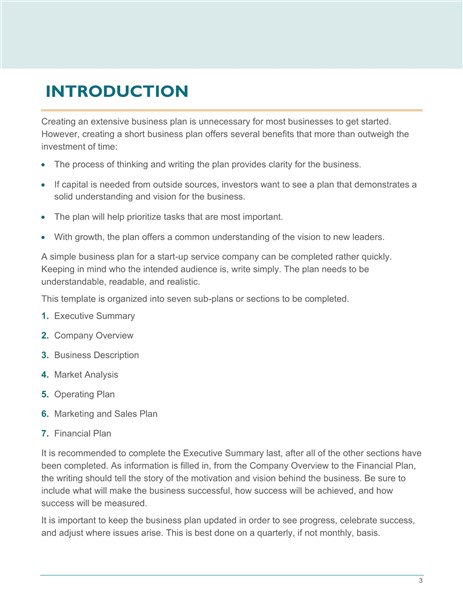 INTRODUCTION
Creating an extensive business plan is unnecessary for most businesses to get started.
However, creating a short business plan offers several benefits that more than outweigh the
investment of time:
• The process of thinking and writing the plan provides clarity for the business.
• If capital is needed from outside sources, investors want to see a plan that demonstrates a
solid understanding and vision for the business.
• The plan will help prioritize tasks that are most important.
• With growth, the plan offers a common understanding of the vision to new leaders.
A simple business plan for a start-up service company can be completed rather quickly.
Keeping in mind who the intended audience is, write simply. The plan needs to be
understandable, readable, and realistic.
This template is organized into seven sub-plans or sections to be completed.
1. Executive Summary
2. Company Overview
3. Business Description
4. Market Analysis
5. Operating Plan
6. Marketing and Sales Plan
7. Financial Plan
It is recommended to complete the Executive Summary last, after all of the other sections have
been completed. As information is filled in, from the Company Overview to the Financial Plan,
the writing should tell the story of the motivation and vision behind the business. Be sure to
include what will make the business successful, how success will be achieved, and how
success will be measured.
It is important to keep the business plan updated in order to see progress, celebrate success,
and adjust where issues arise. This is best done on a quarterly, if not monthly, basis.
3